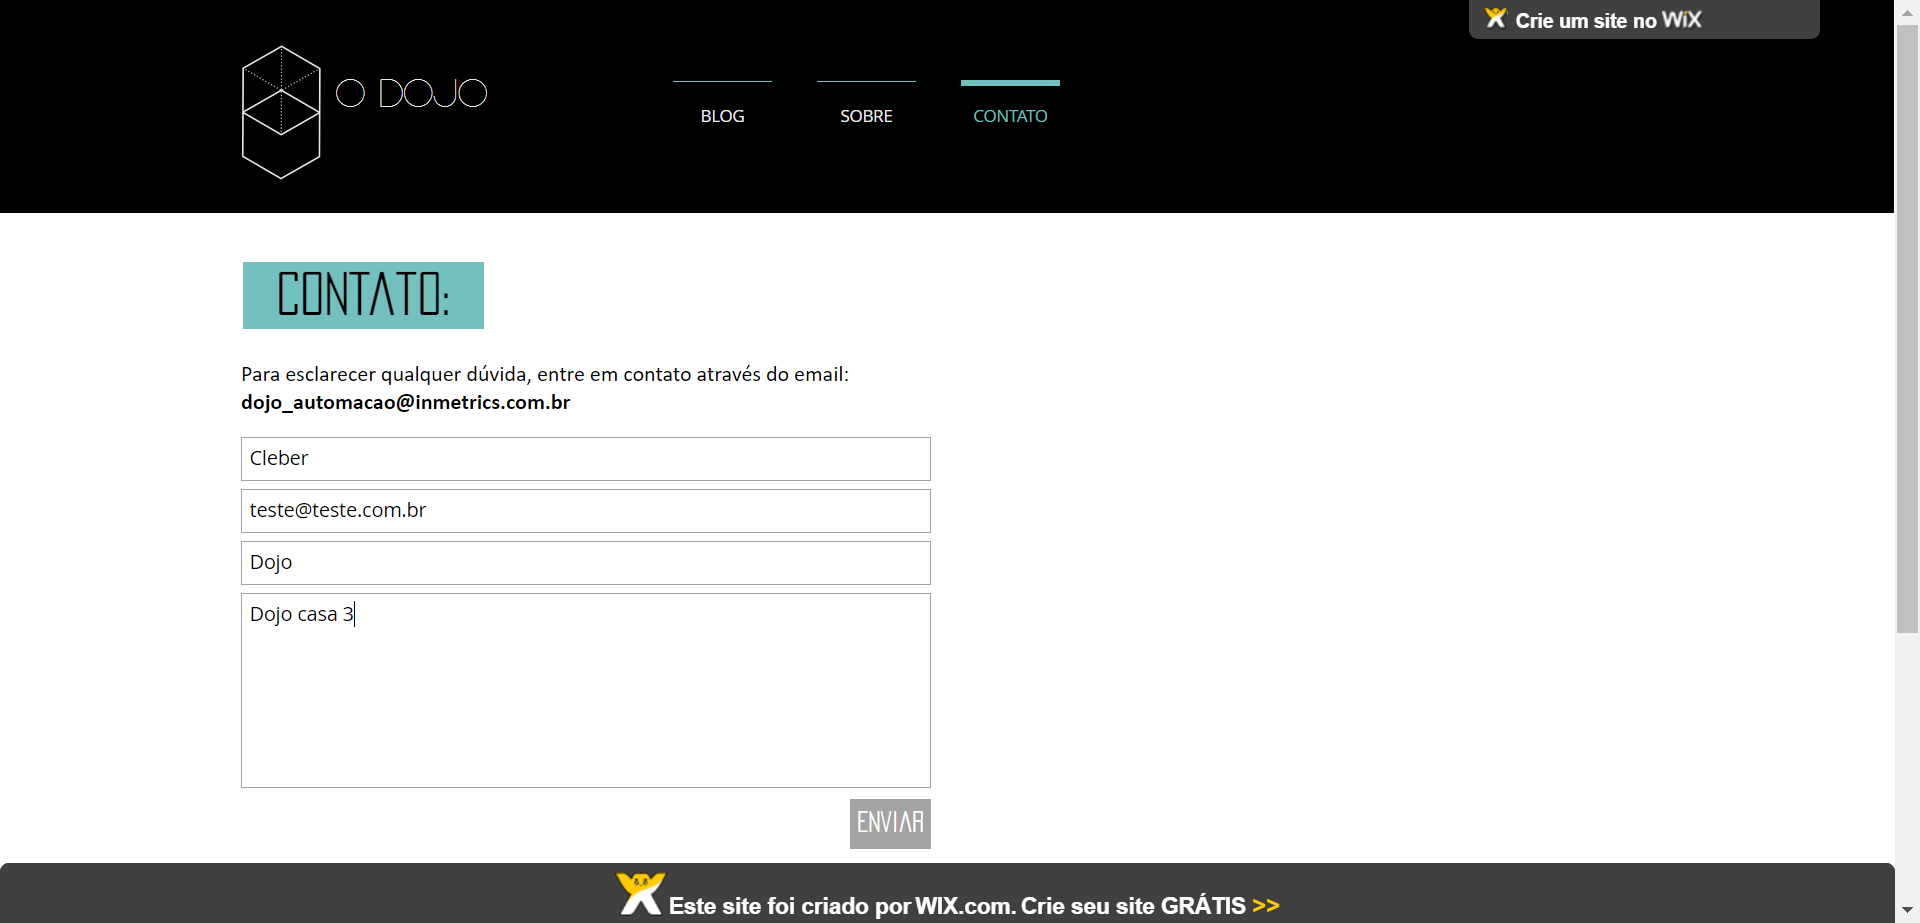 Crie um site no WiX
O DOJO
BLOG
SOBRE
CONTATO
CONTATO:
Para esclarecer qualquer dúvida, entre em contato através do email:
dojo_automacao@inmetrics.com.br
Cleber
teste@teste.com.br
Dojo
Dojo casa 3
ENVIAR
Este site foi criado por WIX.com. Crie seu site GRÁTIS >>